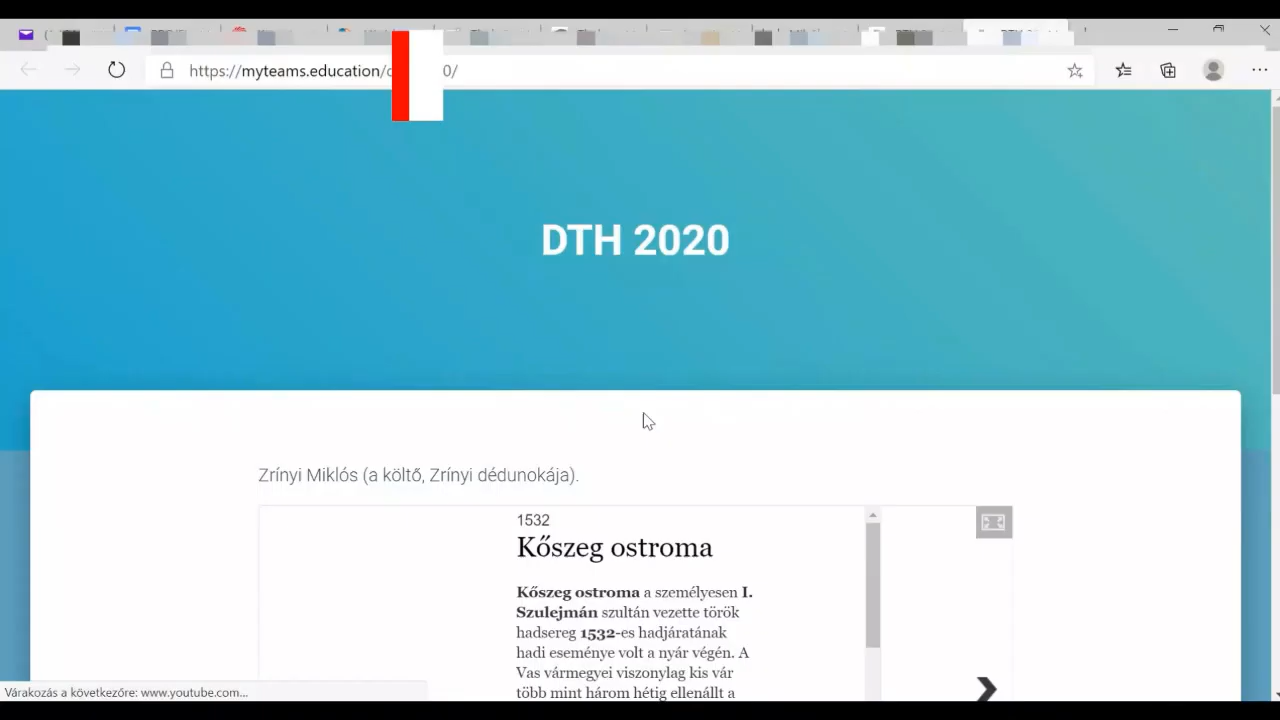 https://myteams.education/
0/
DTH 2020
Zrínyi Miklós (a költő, Zrínyi dédunokája).
1532
Kőszeg ostroma
Kőszeg ostroma a személyesen I.
Szulejmán szultán vezette török
hadsereg 1532-es hadjáratának
hadi eseménye volt a nyár végén. A
Vas vármegyei viszonylag kis vár
több mint három hétig ellenállt a
Várakozás a következőre: www.youtube.com...